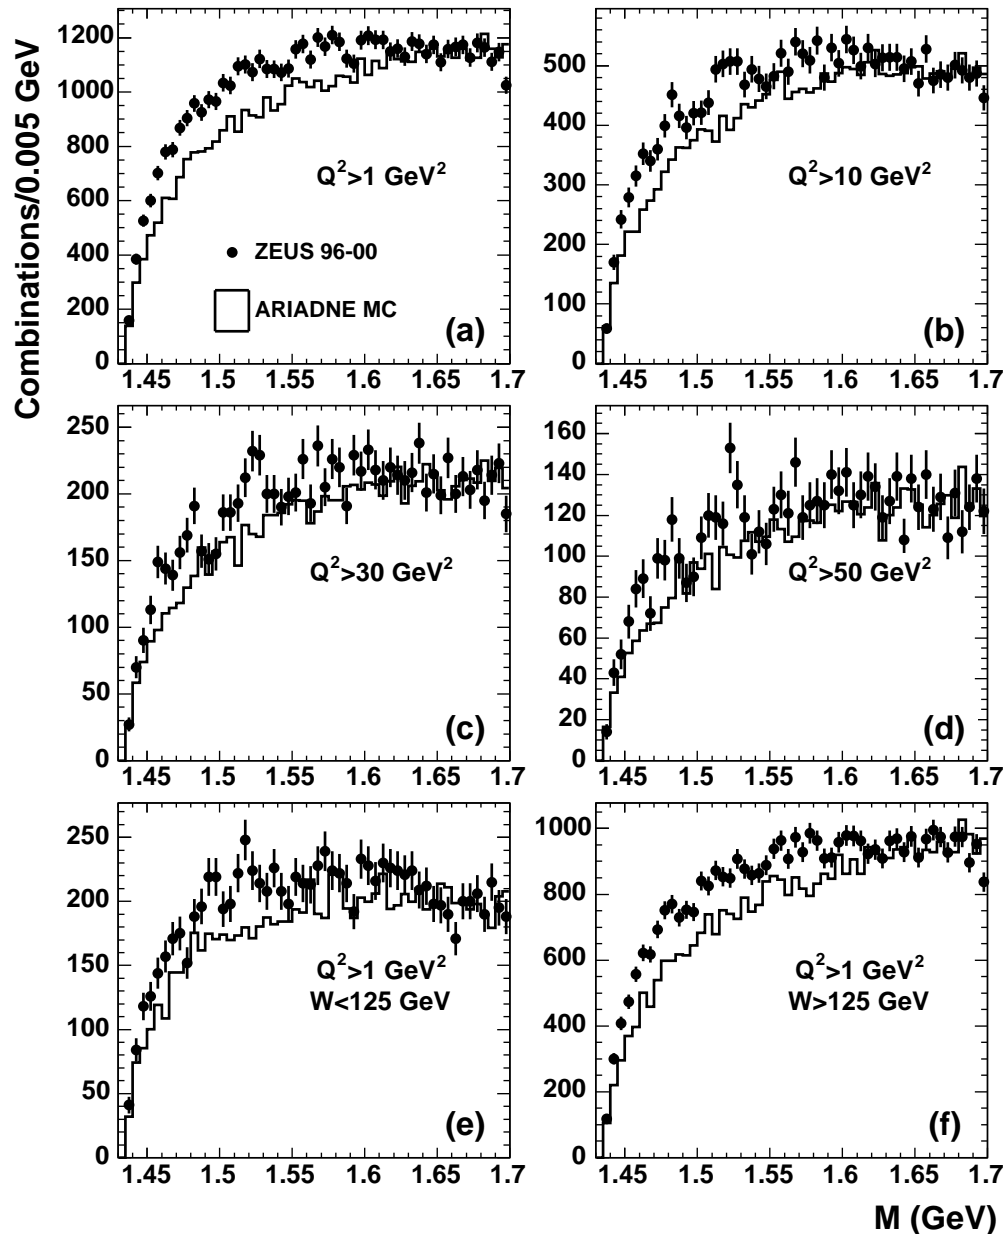 Combinations/0.005 GeV
1200
1000
800
600
400
200
0
1.45 1.5 1.55 1.6 1.65 1.7
Q²>1 GeV²
ZEUS 96-00
ARIADNE MC
(a)
500
400
300
200
100
0
1.45 1.5 1.55 1.6 1.65 1.7
Q²>10 GeV²
(b)
250
200
150
100
50
0
1.45 1.5 1.55 1.6 1.65 1.7
Q²>30 GeV²
(c)
160
140
120
100
80
60
40
20
0
1.45 1.5 1.55 1.6 1.65 1.7
Q²>50 GeV²
(d)
250
200
150
100
50
0
1.45 1.5 1.55 1.6 1.65 1.7
Q²>1 GeV²
W<125 GeV
(e)
1000
800
600
400
200
0
1.45 1.5 1.55 1.6 1.65 1.7
Q²>1 GeV²
W>125 GeV
(f)
M (GeV)